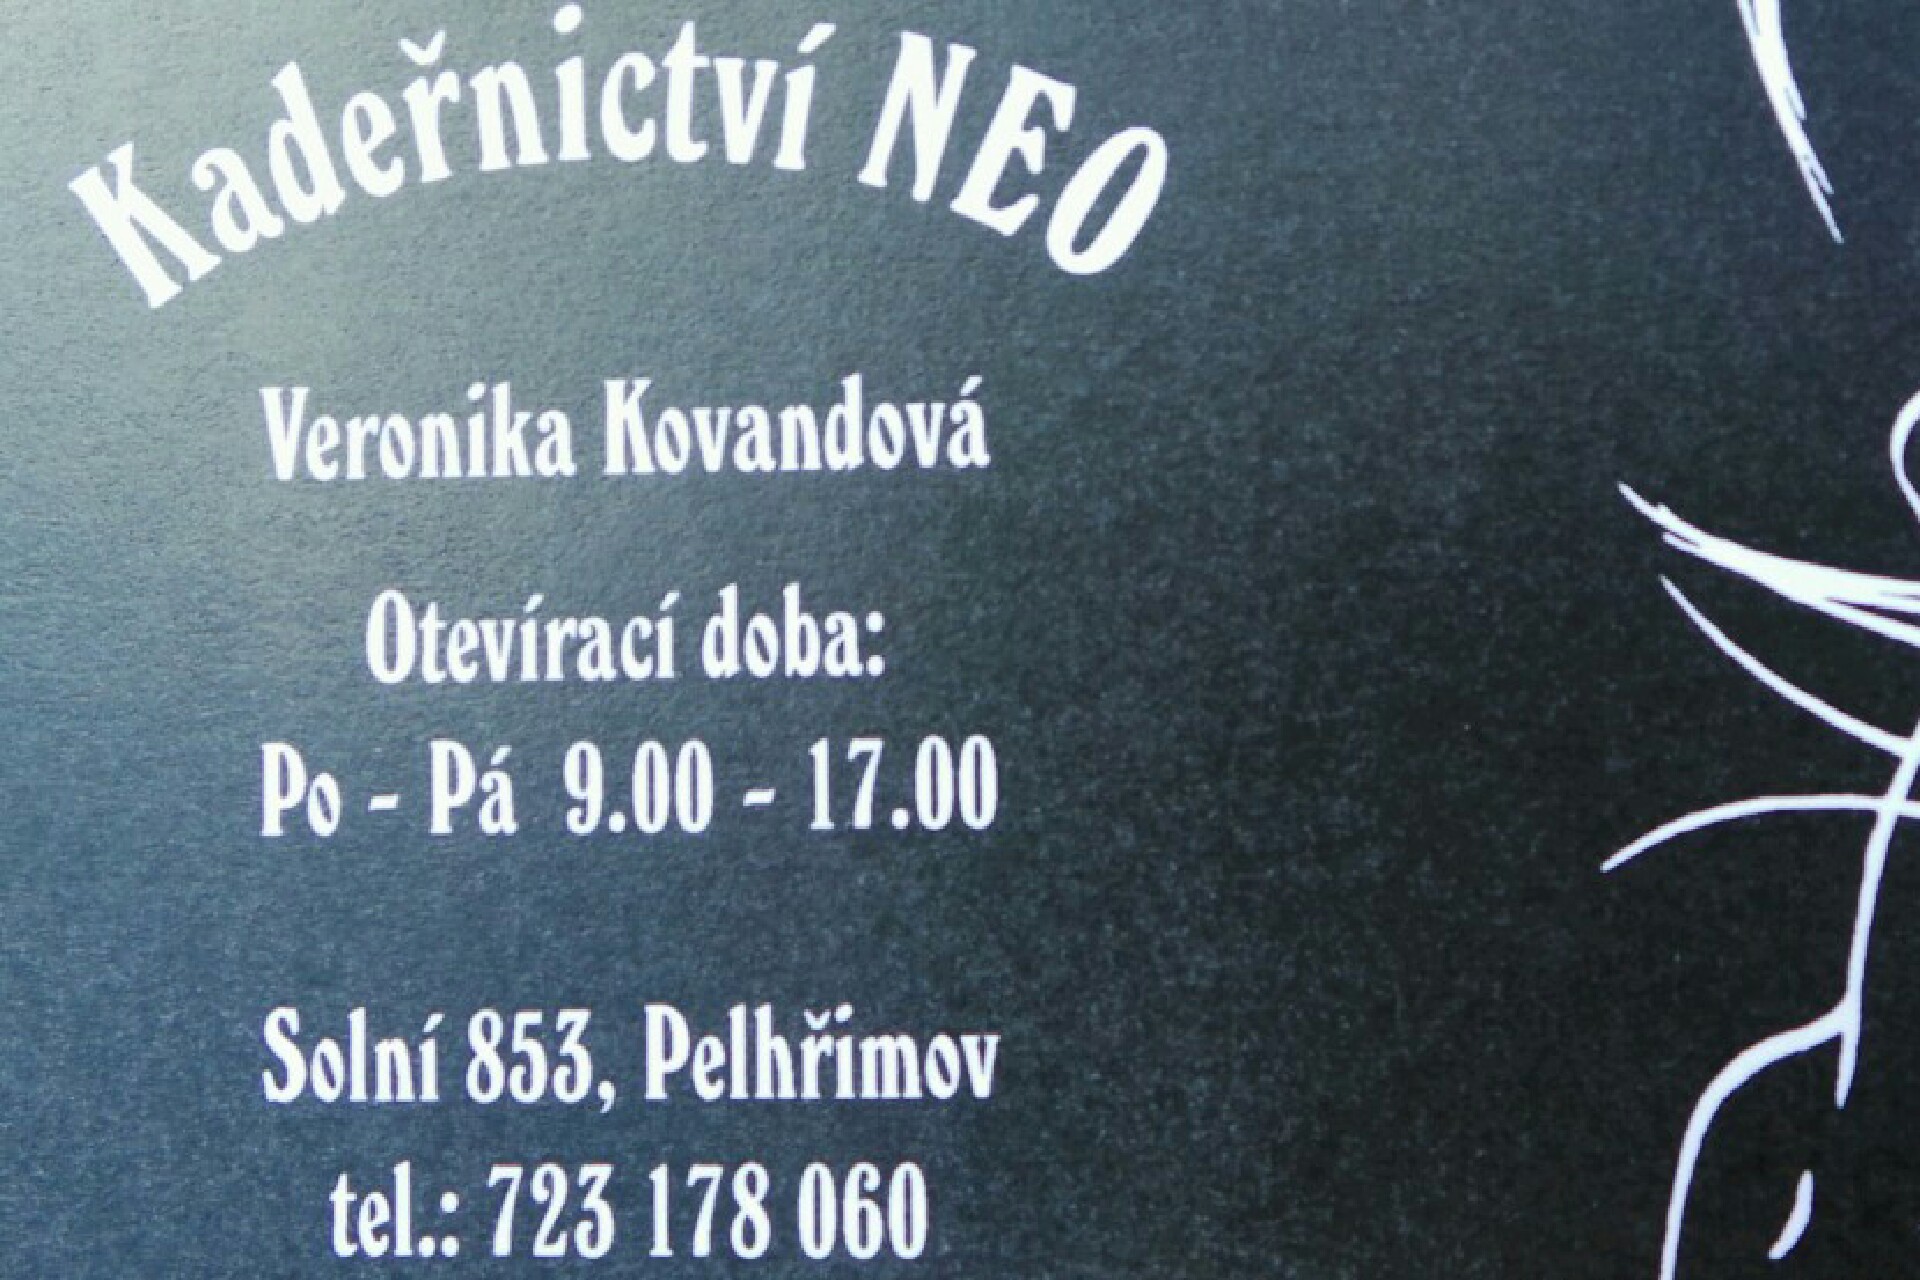 Kadeřnictví NEO
Veronika Kovandová
Otevírací doba:
Po - Pá 9.00 - 17.00
Solní 853, Pelhřimov
tel.: 723 178 060